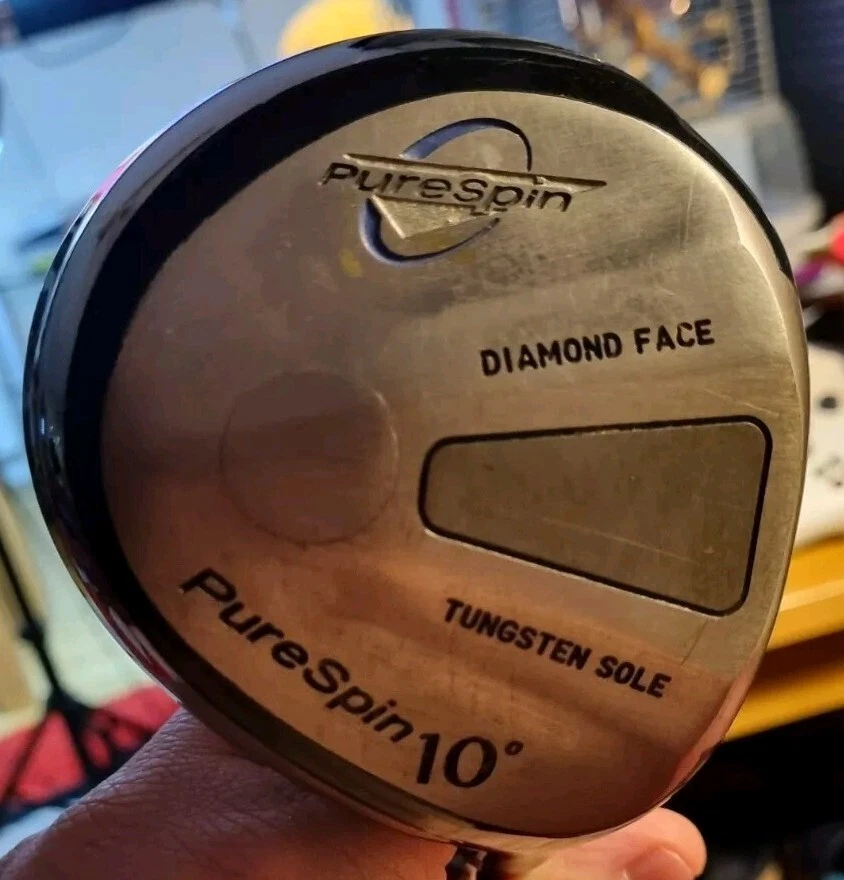 PureSpin
DIAMOND FACE
TUNGSTEN SOLE
PureSpin 10°